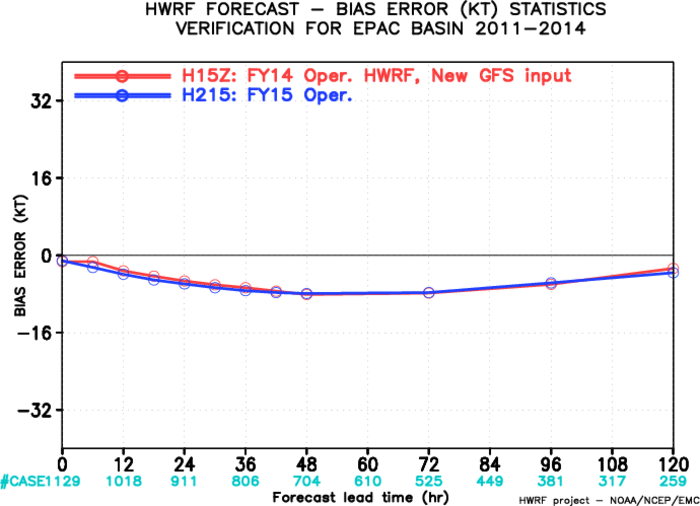 HWRF FORECAST – BIAS ERROR (KT) STATISTICS
VERIFICATION FOR EPAC BASIN 2011–2014
H15Z: FY14 Oper. HWRF, New GFS input
H215: FY15 Oper.
32
16
0
–16
–32
BIAS ERROR (KT)
0 12 24 36 48 60 72 84 96 108 120
#CASE1129 1018 911 806 704 610 525 449 381 317 259
Forecast lead time (hr)
HWRF project – NOAA/NCEP/EMC